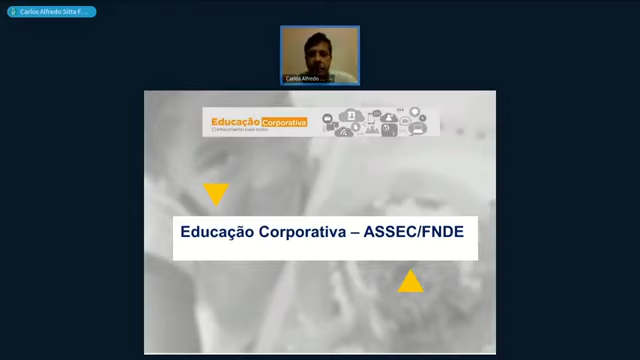 Carlos Alfredo Sitta F...
Carlos Alfredo ...
Educação Corporativa
Conhecimento para todos
Educação Corporativa – ASSEC/FNDE